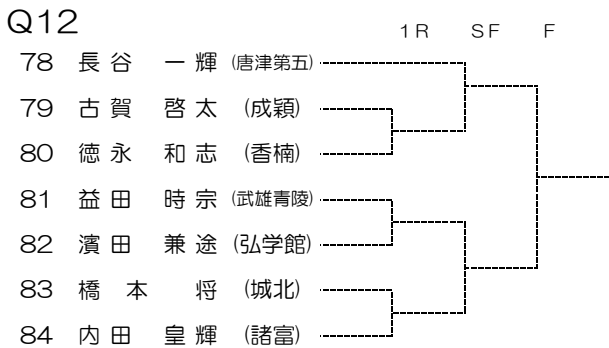 Q12
1R SF F
78 長谷 一輝 (唐津第五)
79 古賀 啓太 (成穎)
80 徳永 和志 (香楠)
81 益田 時宗 (武雄青陵)
82 濱田 兼途 (弘学館)
83 橋本 将 (城北)
84 内田 皇輝 (諸富)